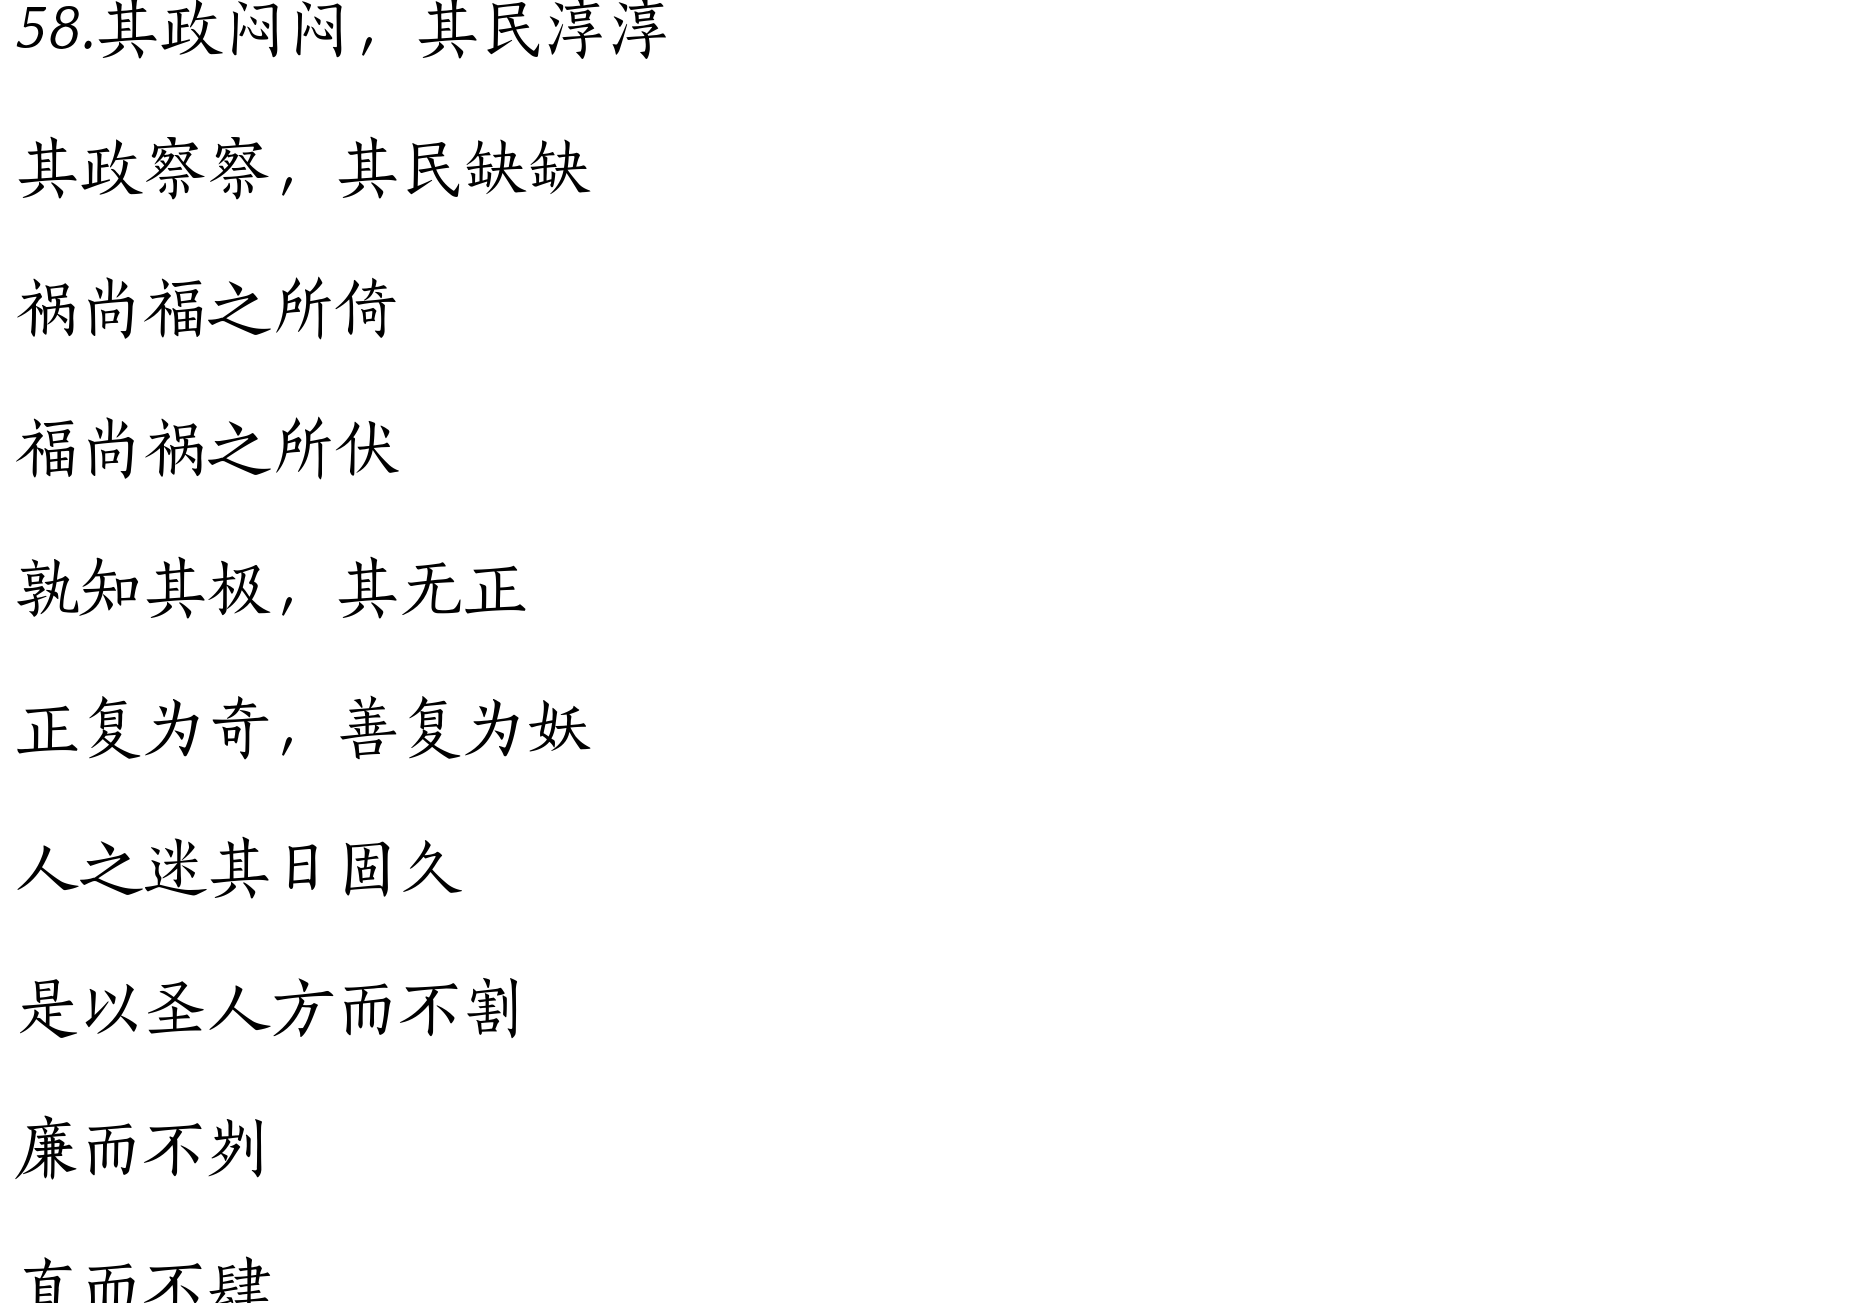 58.其政闷闷，其民淳淳
其政察察，其民缺缺
祸尚福之所倚
福尚祸之所伏
孰知其极，其无正
正复为奇，善复为妖
人之迷其日固久
是以圣人方而不割
廉而不刿
直而不肆